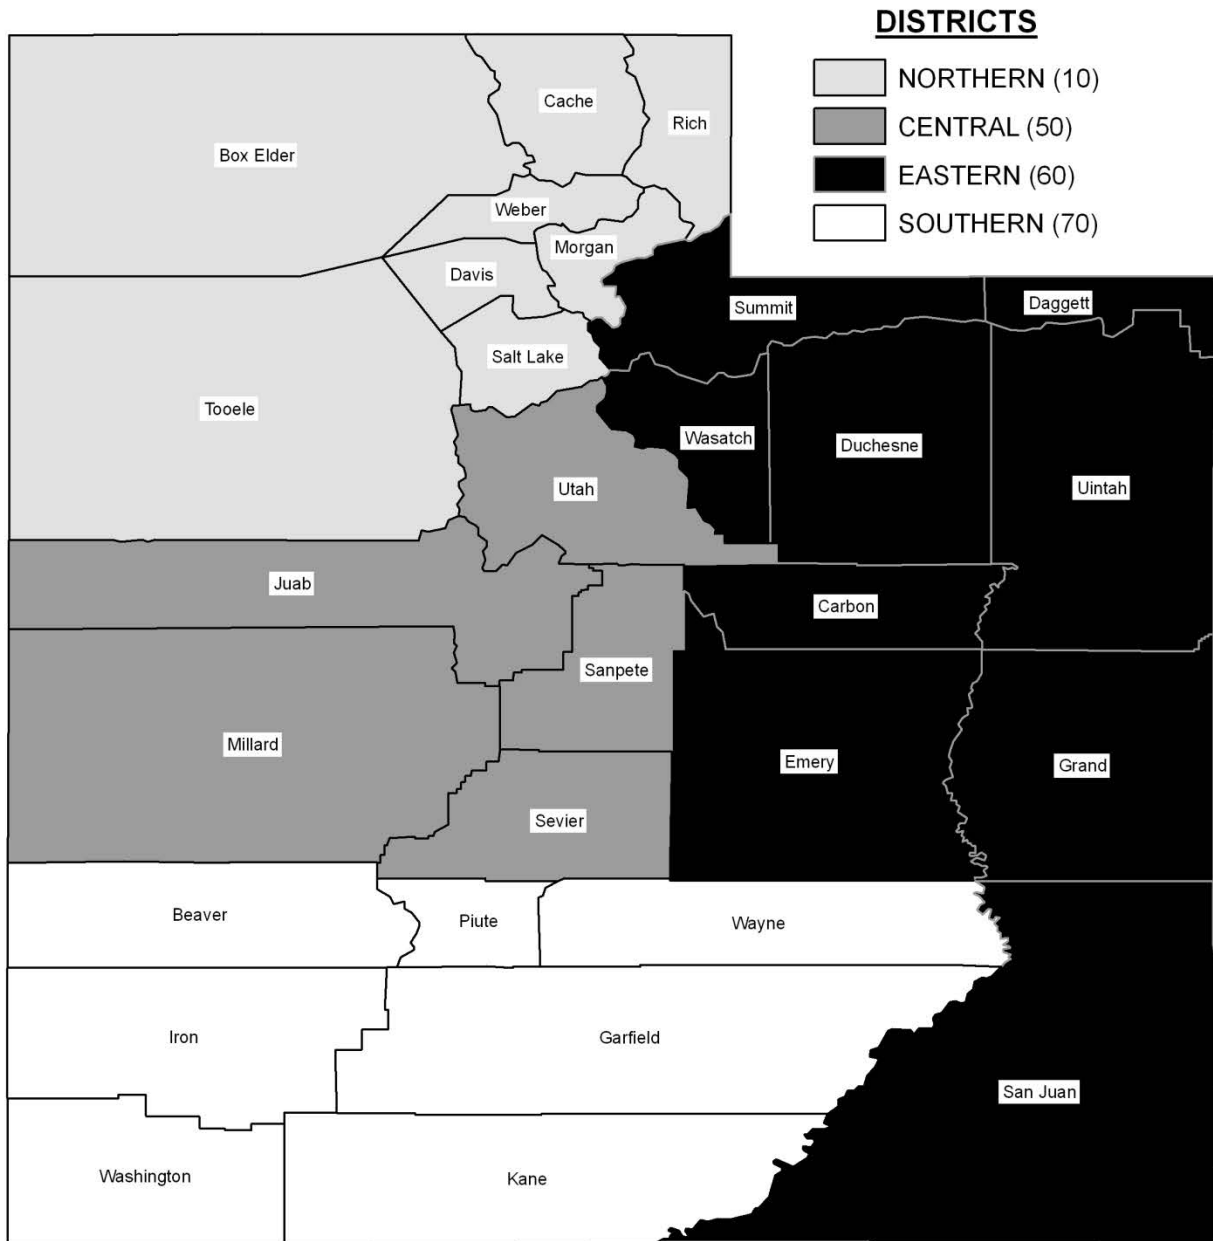 DISTRICTS
NORTHERN (10)
CENTRAL (50)
EASTERN (60)
SOUTHERN (70)
Cache
Rich
Box Elder
Weber
Morgan
Davis
Summit
Daggett
Salt Lake
Tooele
Wasatch
Duchesne
Utah
Uintah
Juab
Carbon
Sanpete
Millard
Emery
Grand
Sevier
Beaver
Piute
Wayne
Iron
Garfield
San Juan
Washington
Kane